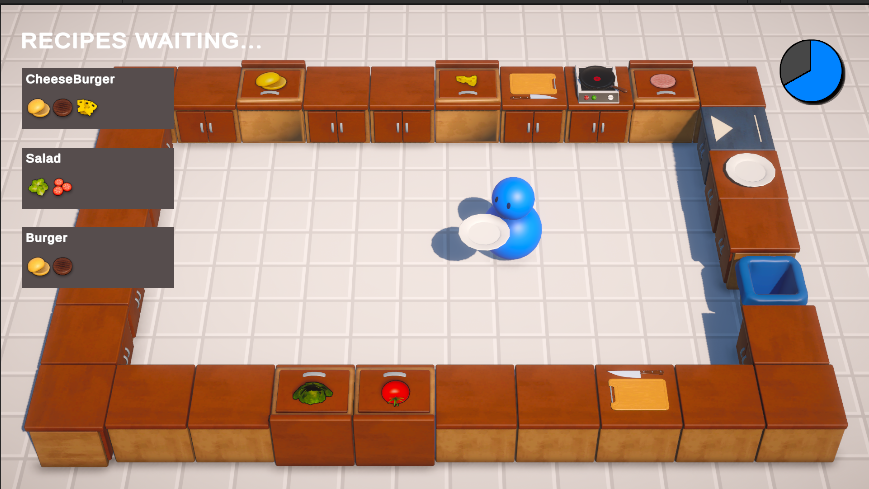 RECIPES WAITING...
CheeseBurger
Salad
Burger